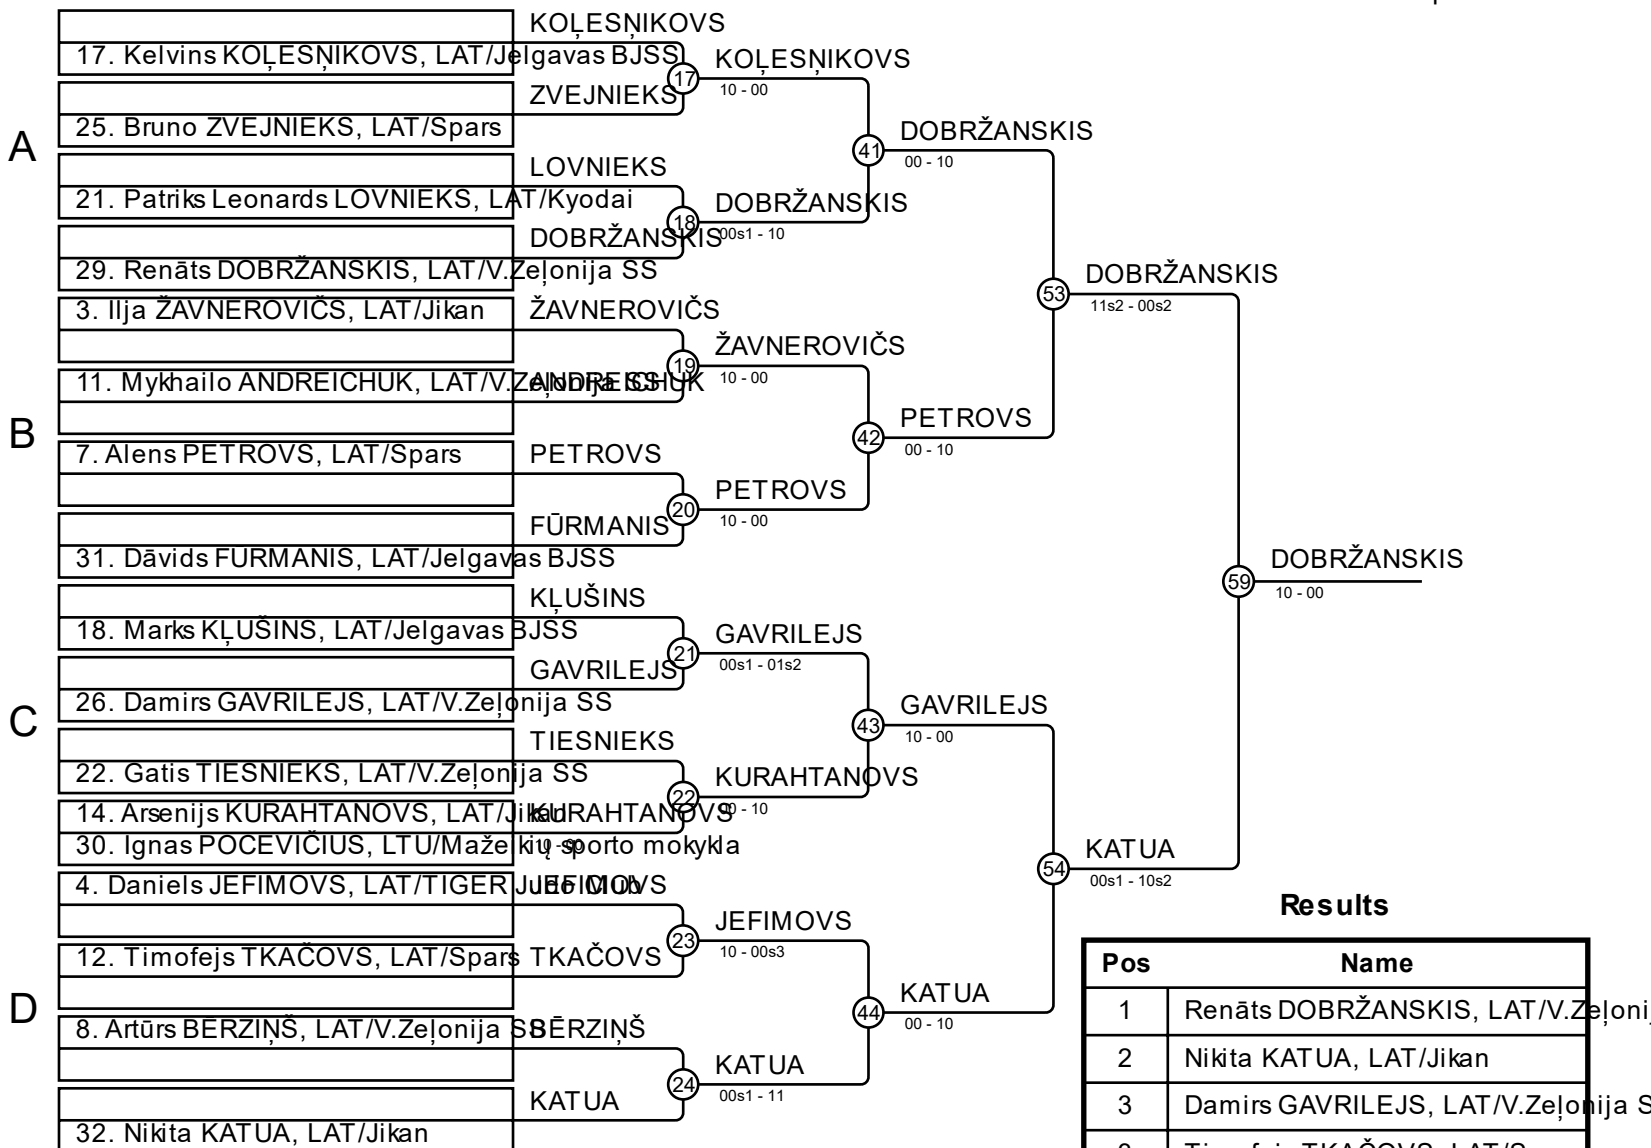 KOĻESŅIKOVS
17. Kelvins KOĻESŅIKOVS, LAT/Jelgavas BJSS
17
KOĻESŅIKOVS
10 - 00
ZVEJNIEKS
25. Bruno ZVEJNIEKS, LAT/Spars
A
41
DOBRŽANSKIS
00 - 10
LOVNIEKS
21. Patriks Leonards LOVNIEKS, LAT/Kyodai
18
DOBRŽANSKIS
00s1 - 10
DOBRŽANSKIS
29. Renāts DOBRŽANSKIS, LAT/V.Zeļonija SS
53
DOBRŽANSKIS
11s2 - 00s2
3. Ilja ŽAVNEROVIČS, LAT/Jikan
ŽAVNEROVIČS
19
ŽAVNEROVIČS
10 - 00
11. Mykhailo ANDREICHUK, LAT/V.Zeļonija SS
ANDREICHUK
B
42
PETROVS
00 - 10
7. Alens PETROVS, LAT/Spars
PETROVS
20
PETROVS
10 - 00
FŪRMANIS
31. Dāvids FŪRMANIS, LAT/Jelgavas BJSS
59
DOBRŽANSKIS
10 - 00
KĻUŠINS
18. Marks KĻUŠINS, LAT/Jelgavas BJSS
21
GAVRILEJS
00s1 - 01s2
GAVRILEJS
26. Damirs GAVRILEJS, LAT/V.Zeļonija SS
C
43
GAVRILEJS
10 - 00
TIESNIEKS
22. Gatis TIESNIEKS, LAT/V.Zeļonija SS
22
KURAHTANOVS
00 - 10
14. Arsenijs KURAHTANOVS, LAT/Jikan
KURAHTANOVS
30. Ignas POCEVIČIUS, LTU/Mažeikių sporto mokykla
10 - 00
54
KATUA
00s1 - 10s2
4. Daniels JEFIMOVS, LAT/TIGER Judo Club
JEFIMOVS
23
JEFIMOVS
10 - 00s3
12. Timofejs TKAČOVS, LAT/Spars
TKAČOVS
D
44
KATUA
00 - 10
8. Artūrs BĒRZIŅŠ, LAT/V.Zeļonija SS
BĒRZIŅŠ
24
KATUA
00s1 - 11
KATUA
32. Nikita KATUA, LAT/Jikan
Results
Pos Name
1 Renāts DOBRŽANSKIS, LAT/V.Zeļoni
2 Nikita KATUA, LAT/Jikan
3 Damirs GAVRILEJS, LAT/V.Zeļonija S